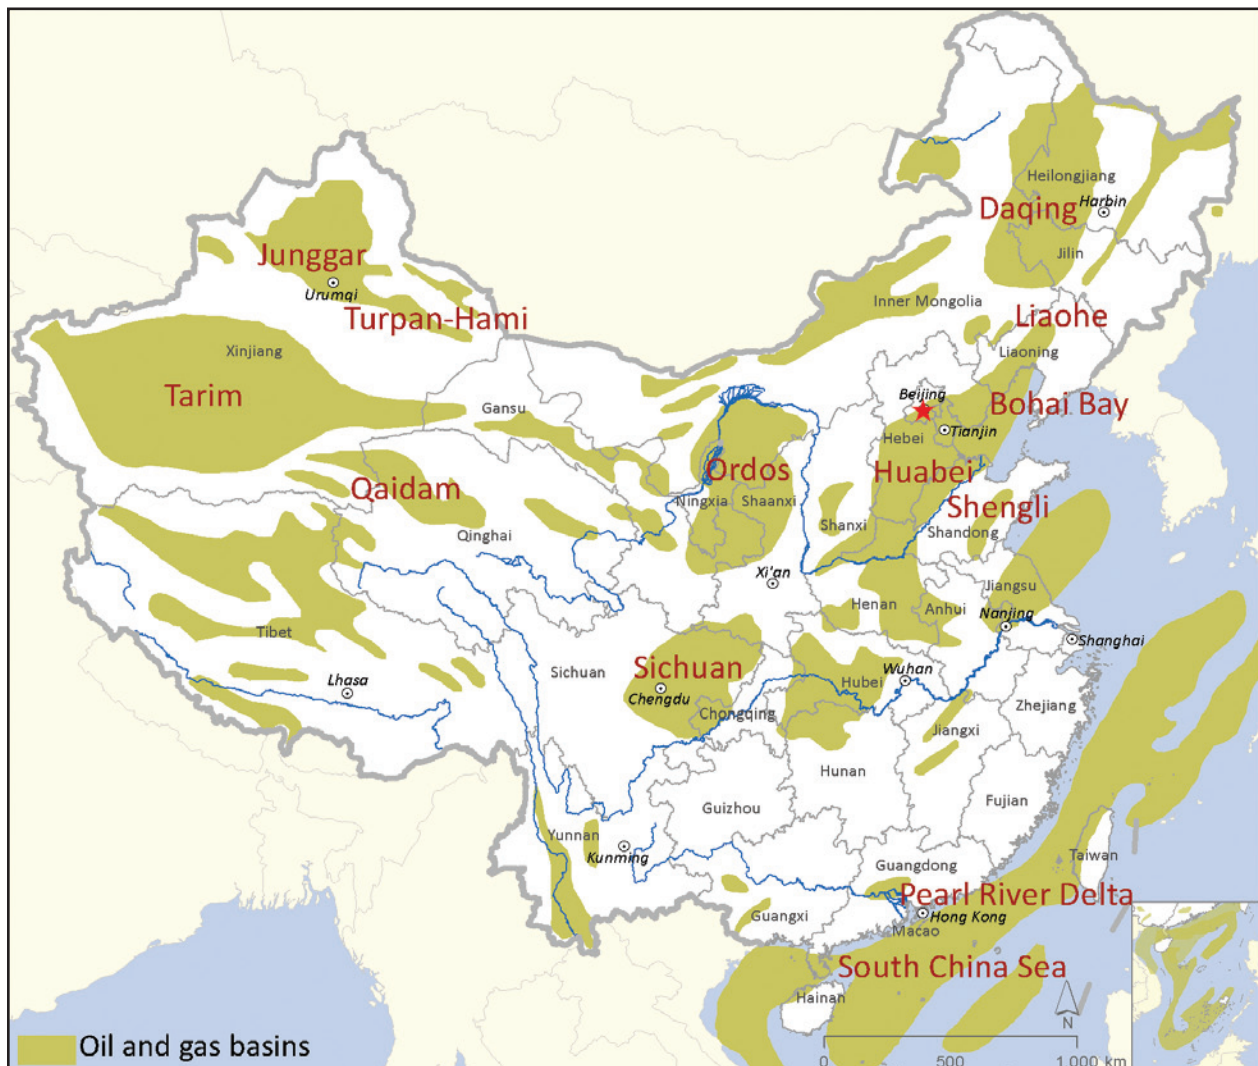 Heilongjiang
Daqing
Harbin
Jilin
Junggar
Urumqi
Turpan-Hami
Inner Mongolia
Liaohe
Liaoning
Xinjiang
Tarim
Gansu
Beijing
Bohai Bay
Tianjin
Hebei
Ordos
Huabei
Qaidam
Ningxia
Shaanxi
Shengli
Shanxi
Shandong
Qinghai
Xi'an
Jiangsu
Henan
Anhui
Nanjing
Tibet
Shanghai
Sichuan
Sichuan
Wuhan
Lhasa
Chengdu
Hubei
Chongqing
Zhejiang
Jiangxi
Hunan
Guizhou
Fujian
Yunnan
Kunming
Taiwan
Guangdong
Pearl River Delta
Guangxi
Hong Kong
Macao
South China Sea
Hainan
N
Oil and gas basins
0 500 1 000 km